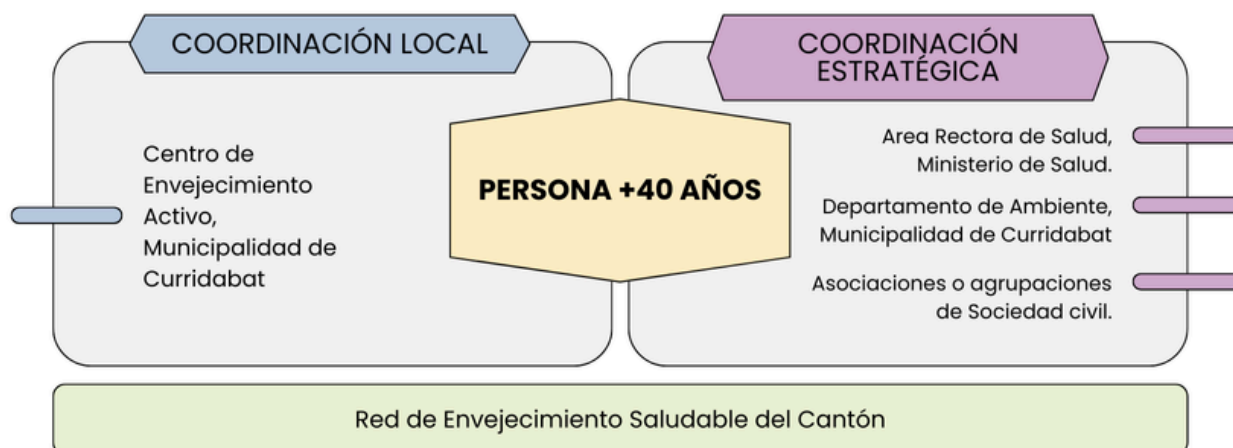 COORDINACIÓN LOCAL
Centro de
Envejecimiento
Activo,
Municipalidad de
Curridabat
PERSONA +40 AÑOS
COORDINACIÓN
ESTRATÉGICA
Area Rectora de Salud,
Ministerio de Salud.
Departamento de Ambiente,
Municipalidad de Curridabat
Asociaciones o agrupaciones
de Sociedad civil.
Red de Envejecimiento Saludable del Cantón